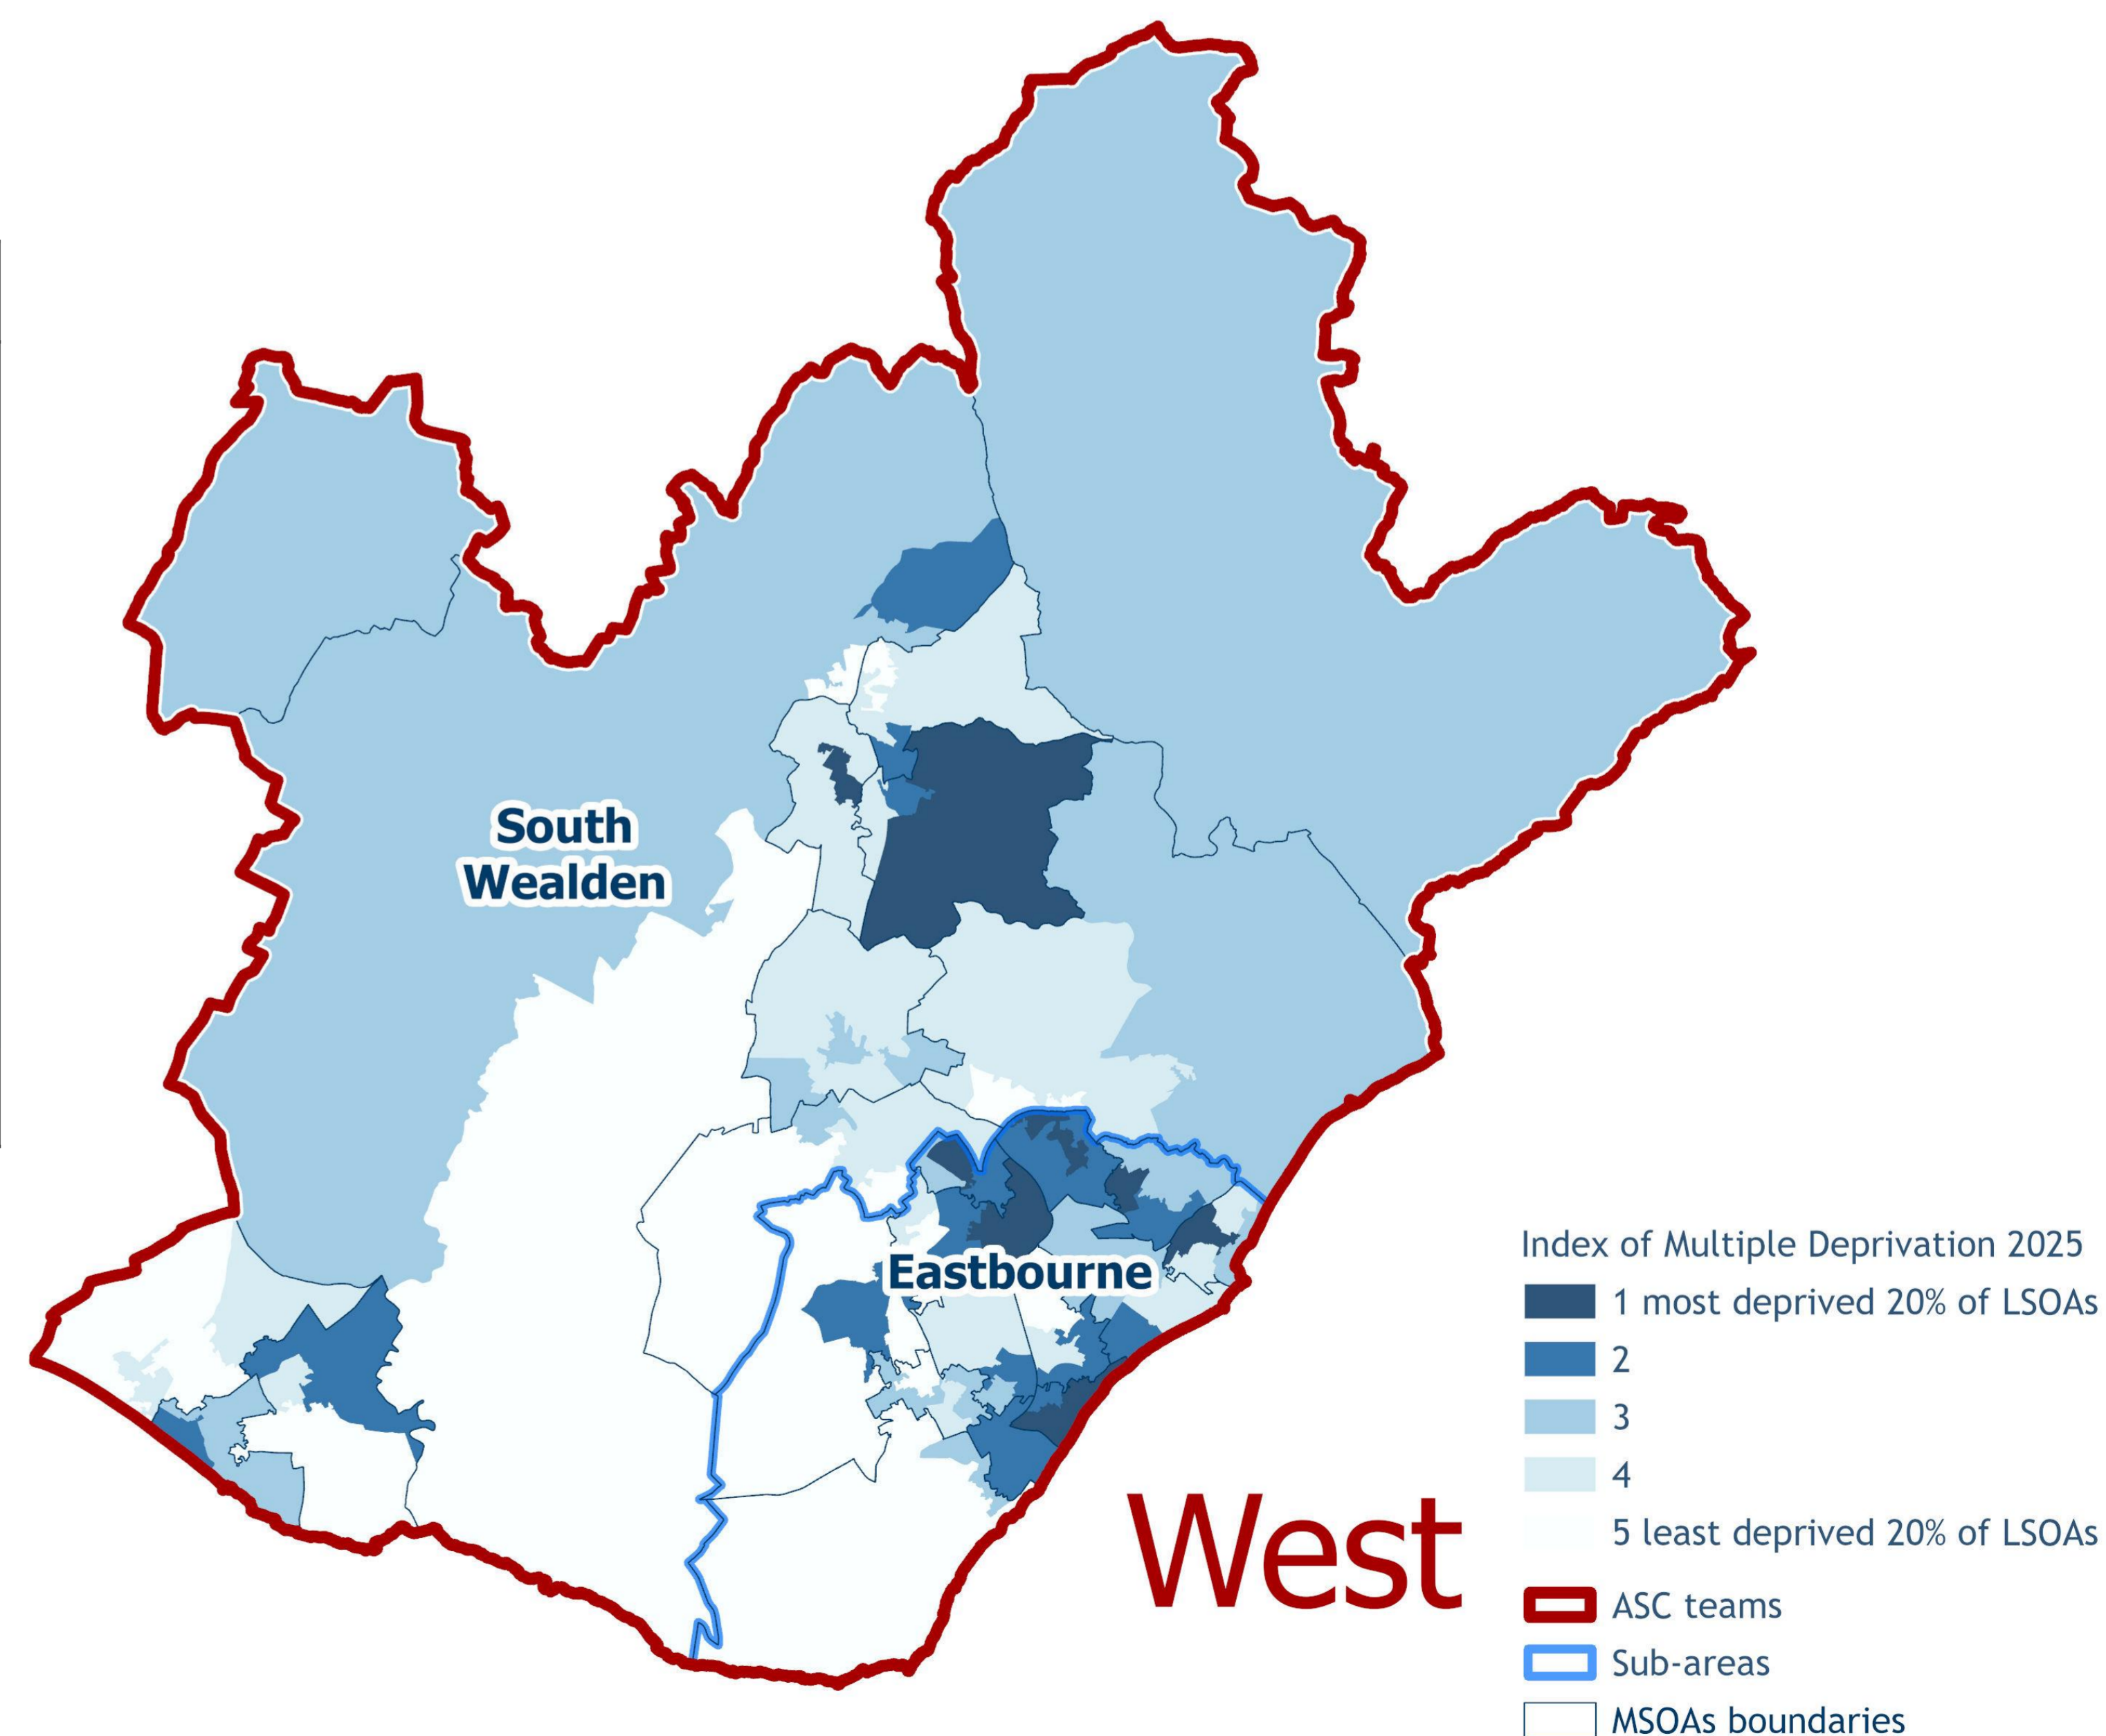 South
Wealden
Eastbourne
West
Index of Multiple Deprivation 2025
1 most deprived 20% of LSOAs
2
3
4
5 least deprived 20% of LSOAs
ASC teams
Sub-areas
MSOAs boundaries